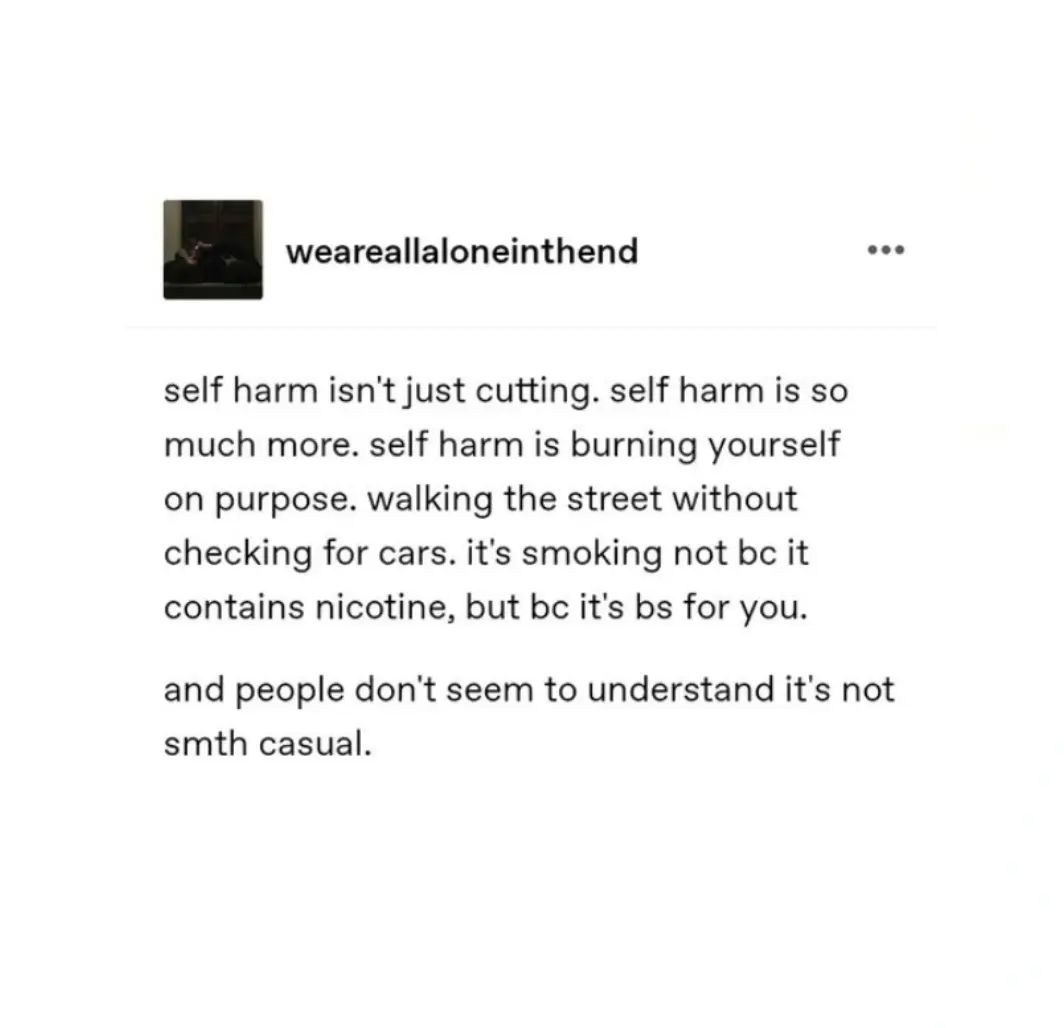 weareallaloneinthend
self harm isn't just cutting. self harm is so
much more. self harm is burning yourself
on purpose. walking the street without
checking for cars. it's smoking not bc it
contains nicotine, but bc it's bs for you.
and people don't seem to understand it's not
smth casual.